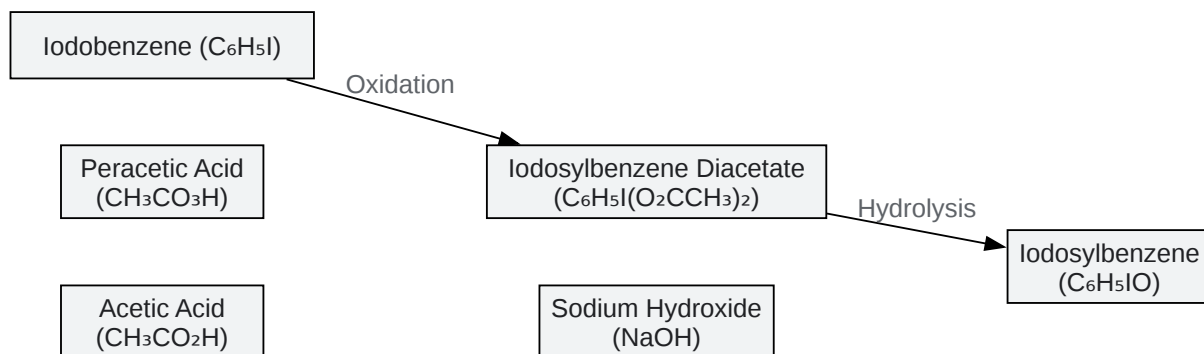 Iodobenzene (C₆H₅I)
Oxidation
Peracetic Acid
(CH₃CO₃H)
Iodosylbenzene Diacetate
(C₆H₅I(O₂CCH₃)₂)
Hydrolysis
Iodosylbenzene
(C₆H₅IO)
Acetic Acid
(CH₃CO₂H)
Sodium Hydroxide
(NaOH)